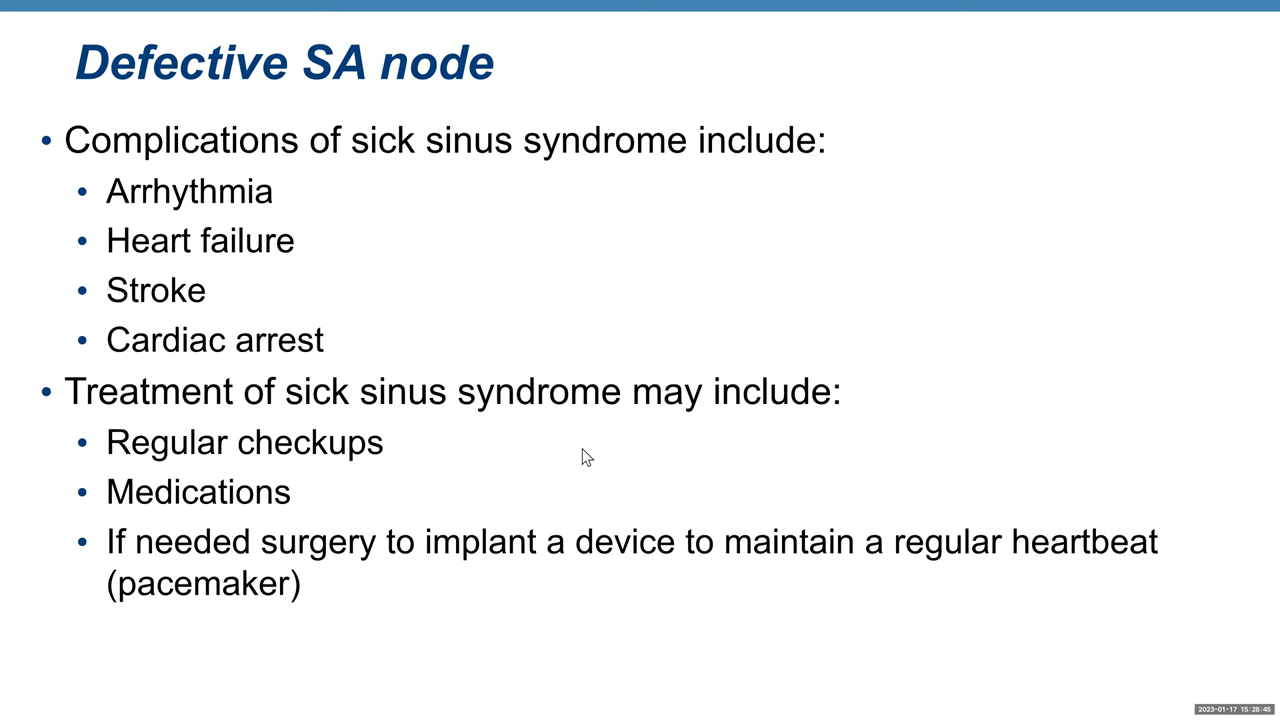 Defective SA node
• Complications of sick sinus syndrome include:
• Arrhythmia
• Heart failure
• Stroke
• Cardiac arrest
• Treatment of sick sinus syndrome may include:
• Regular checkups
• Medications
• If needed surgery to implant a device to maintain a regular heartbeat
(pacemaker)
2023-01-17 15:28:45